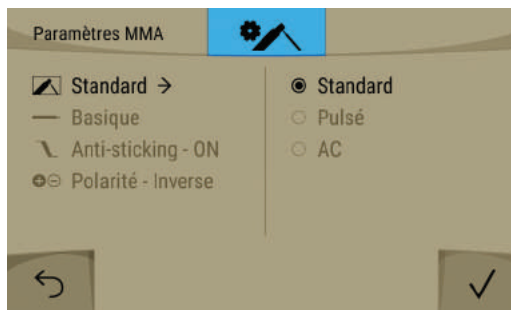 Paramètres MMA
Standard →
Basique
Anti-sticking - ON
Polarité - Inverse
Standard
Pulsé
AC